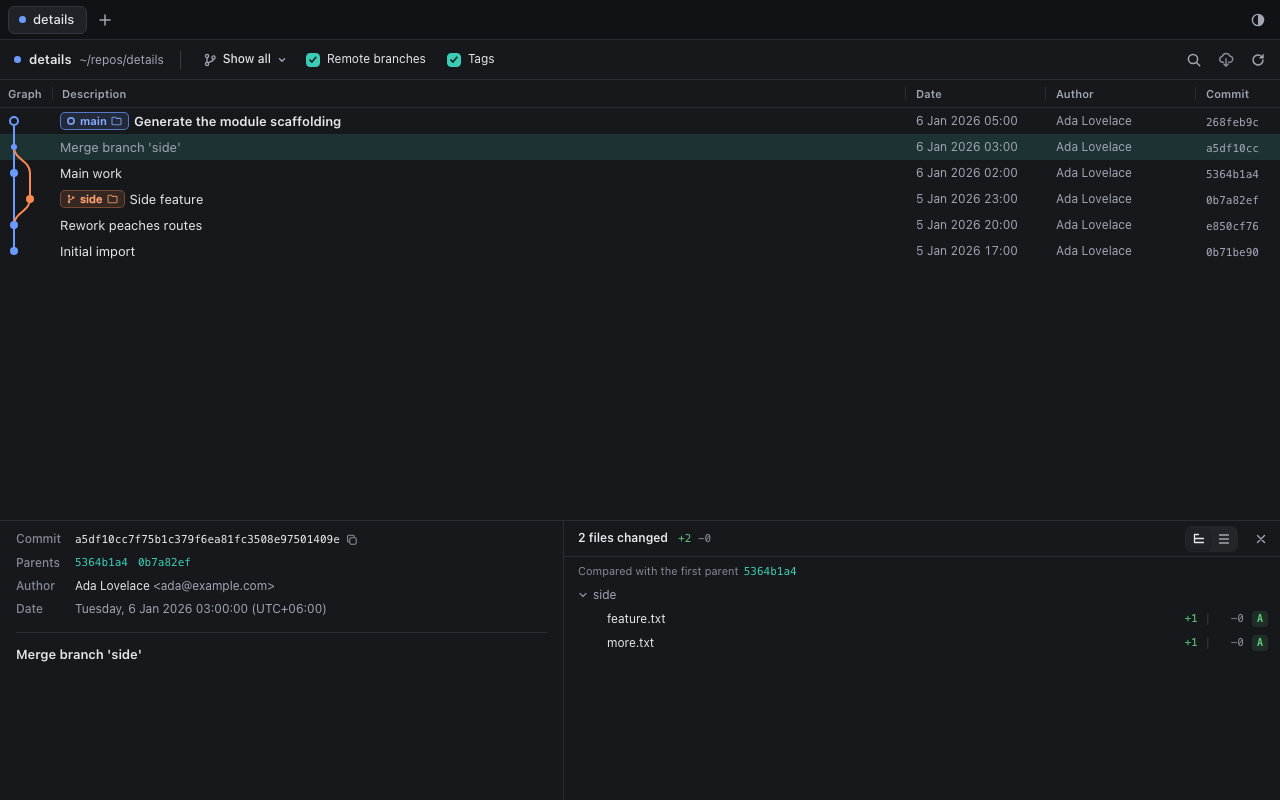 details
details ~/repos/details Show all Remote branches Tags
Graph Description Date Author Commit
main Generate the module scaffolding 6 Jan 2026 05:00 Ada Lovelace 268feb9c
Merge branch 'side' 6 Jan 2026 03:00 Ada Lovelace a5df10cc
Main work 6 Jan 2026 02:00 Ada Lovelace 5364b1a4
side Side feature 5 Jan 2026 23:00 Ada Lovelace 0b7a82ef
Rework peaches routes 5 Jan 2026 20:00 Ada Lovelace e850cf76
Initial import 5 Jan 2026 17:00 Ada Lovelace 0b71be90
Commit a5df10cc7f75b1c379f6ea81fc3508e97501409e
Parents 5364b1a4 0b7a82ef
Author Ada Lovelace <ada@example.com>
Date Tuesday, 6 Jan 2026 03:00:00 (UTC+06:00)
Merge branch 'side'
2 files changed +2 −0
Compared with the first parent 5364b1a4
side
feature.txt +1 | −0 A
more.txt +1 | −0 A